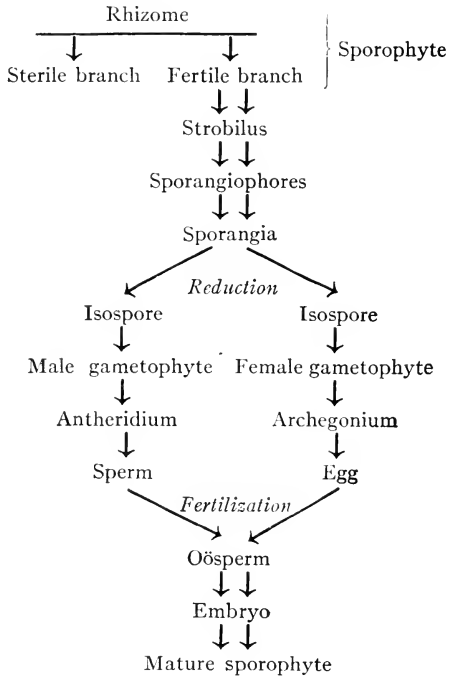 Rhizome
Sporophyte
Sterile branch Fertile branch
Strobilus
Sporangiophores
Sporangia
Reduction
Isospore Isospore
Male gametophyte Female gametophyte
Antheridium Archegonium
Sperm Egg
Fertilization
Oösperm
Embryo
Mature sporophyte